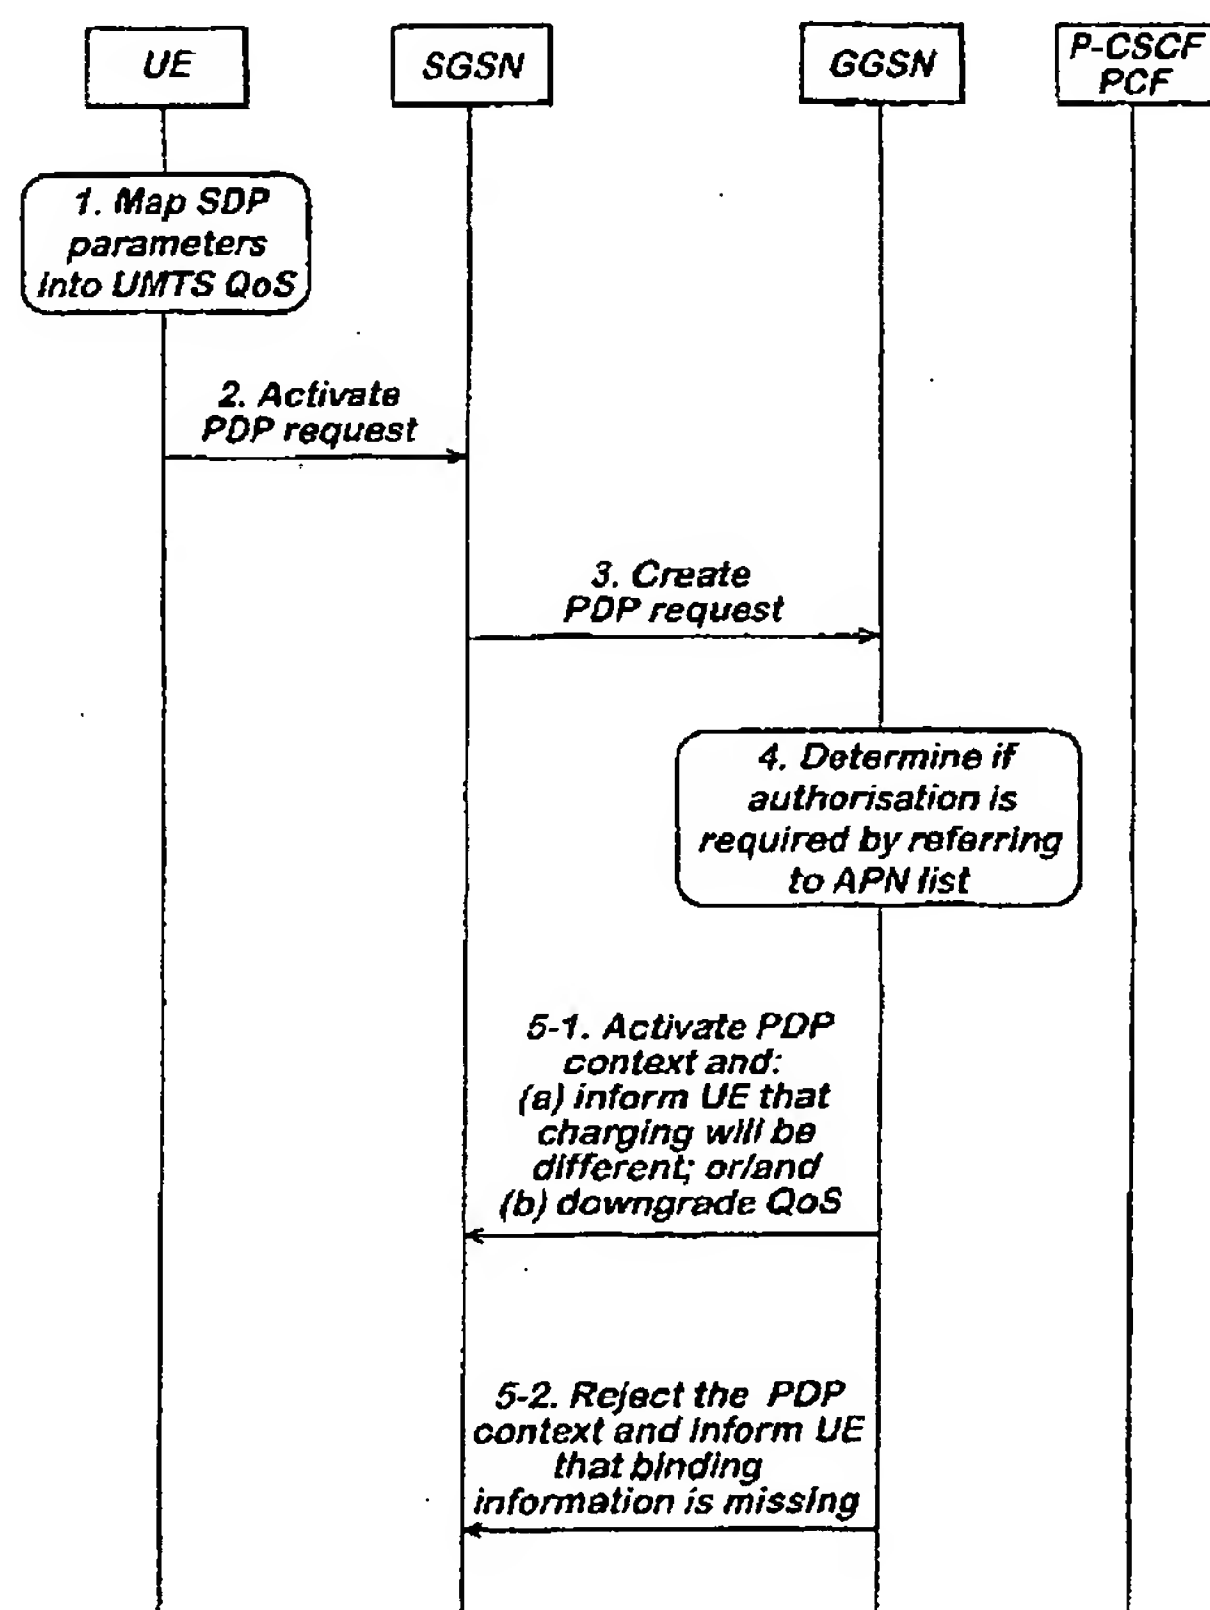 UE
SGSN
GGSN
P-CSCF
PCF
1. Map SDP
parameters
into UMTS QoS
2. Activate
PDP request
3. Create
PDP request
4. Determine if
authorisation is
required by referring
to APN list
5-1. Activate PDP
context and:
(a) inform UE that
charging will be
different; or/and
(b) downgrade QoS
5-2. Reject the PDP
context and inform UE
that binding
information is missing